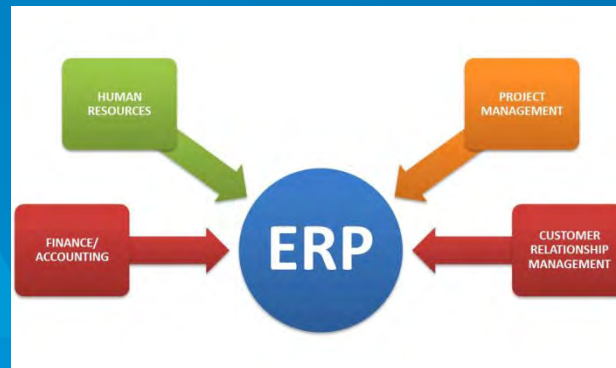 HUMAN
RESOURCES
PROJECT
MANAGEMENT
ERP
FINANCE/
ACCOUNTING
CUSTOMER
RELATIONSHIP
MANAGEMENT